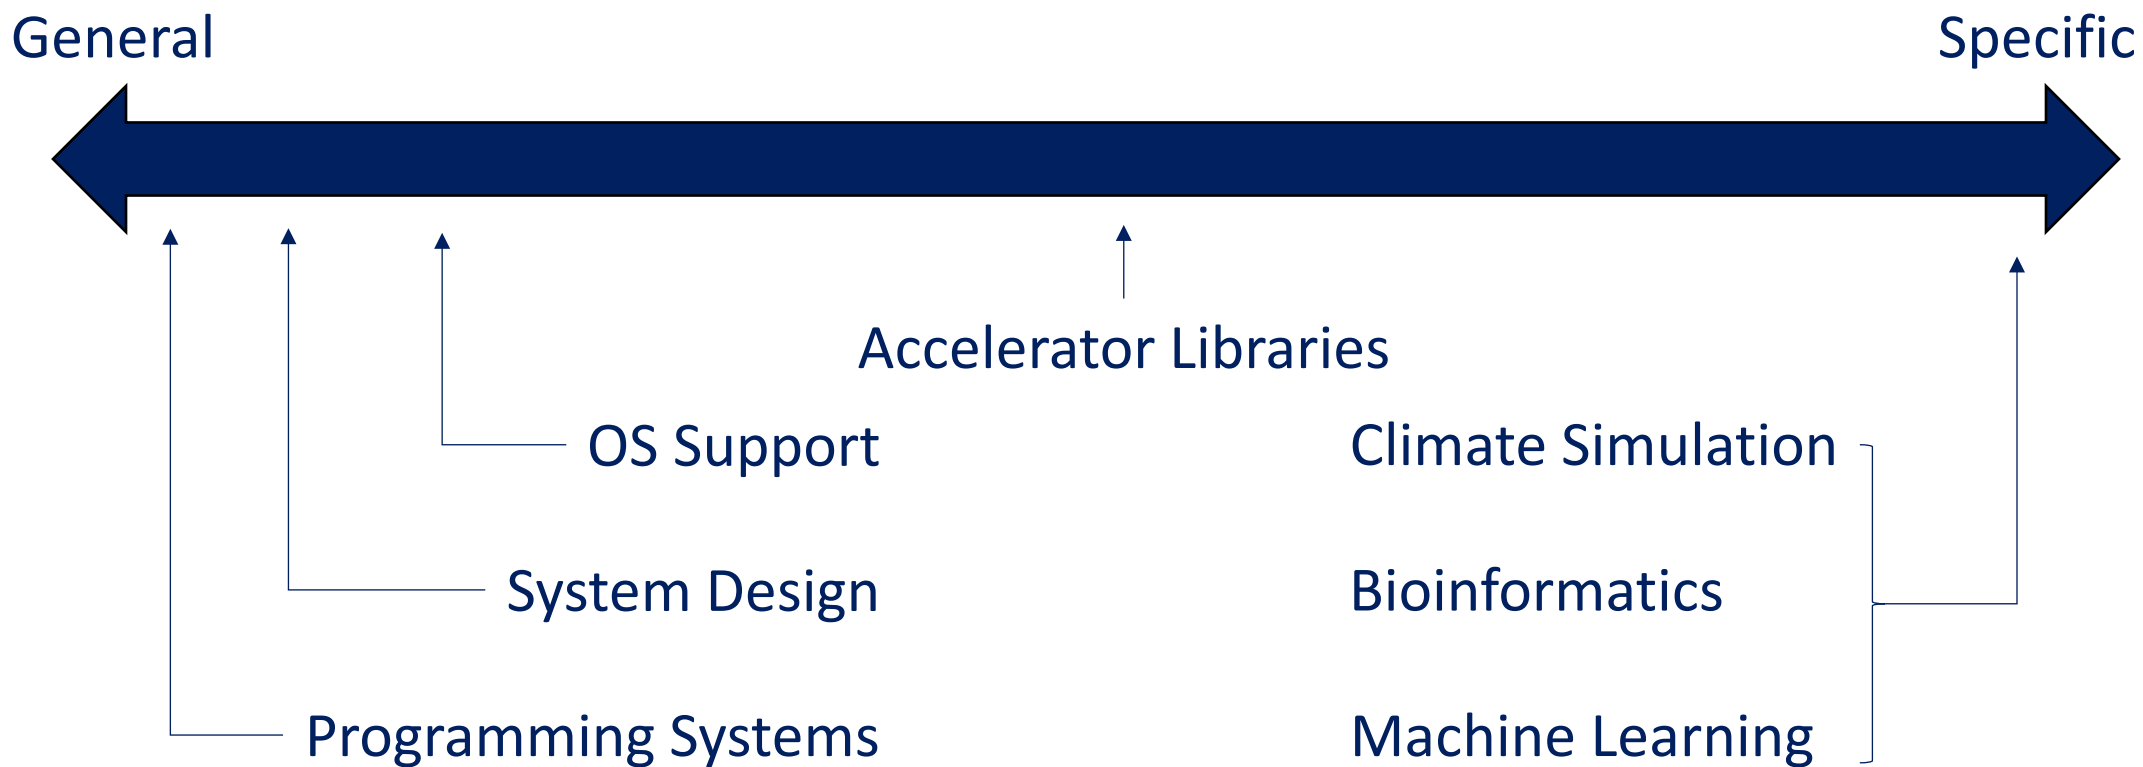 General
Specific
Accelerator Libraries
OS Support
Climate Simulation
System Design
Bioinformatics
Programming Systems
Machine Learning